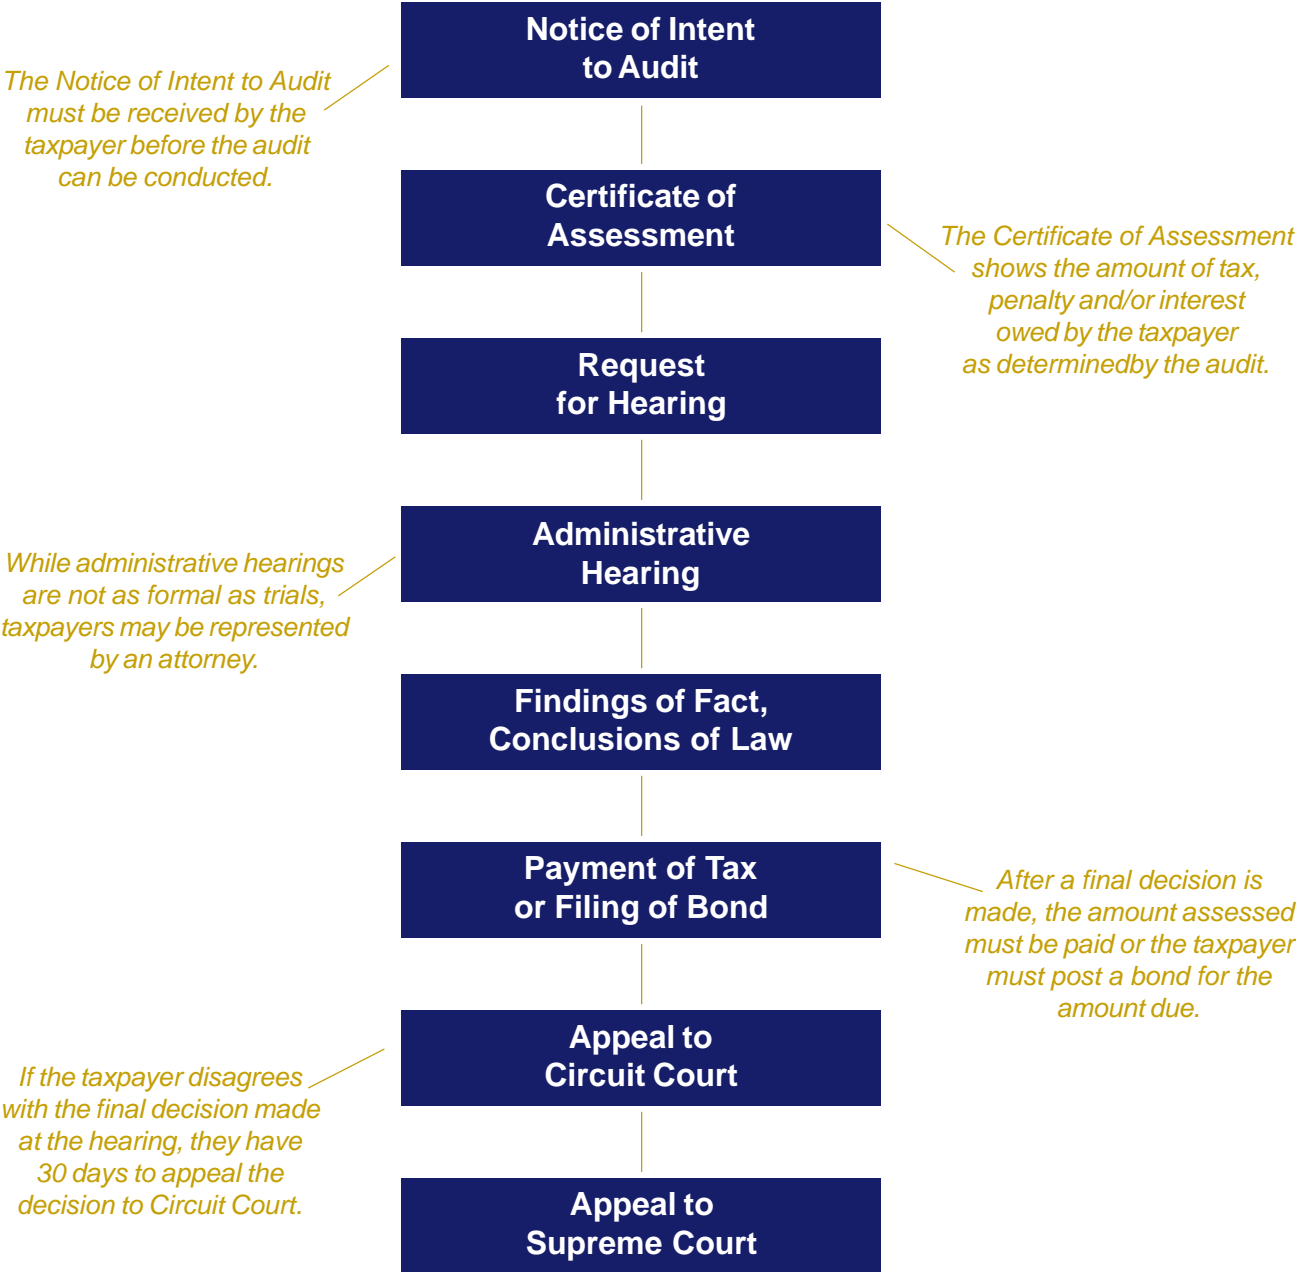 Notice of Intent
to Audit
The Notice of Intent to Audit
must be received by the
taxpayer before the audit
can be conducted.
Certificate of
Assessment
The Certificate of Assessment
shows the amount of tax,
penalty and/or interest
owed by the taxpayer
as determinedby the audit.
Request
for Hearing
Administrative
Hearing
While administrative hearings
are not as formal as trials,
taxpayers may be represented
by an attorney.
Findings of Fact,
Conclusions of Law
Payment of Tax
or Filing of Bond
After a final decision is
made, the amount assessed
must be paid or the taxpayer
must post a bond for the
amount due.
Appeal to
Circuit Court
If the taxpayer disagrees
with the final decision made
at the hearing, they have
30 days to appeal the
decision to Circuit Court.
Appeal to
Supreme Court